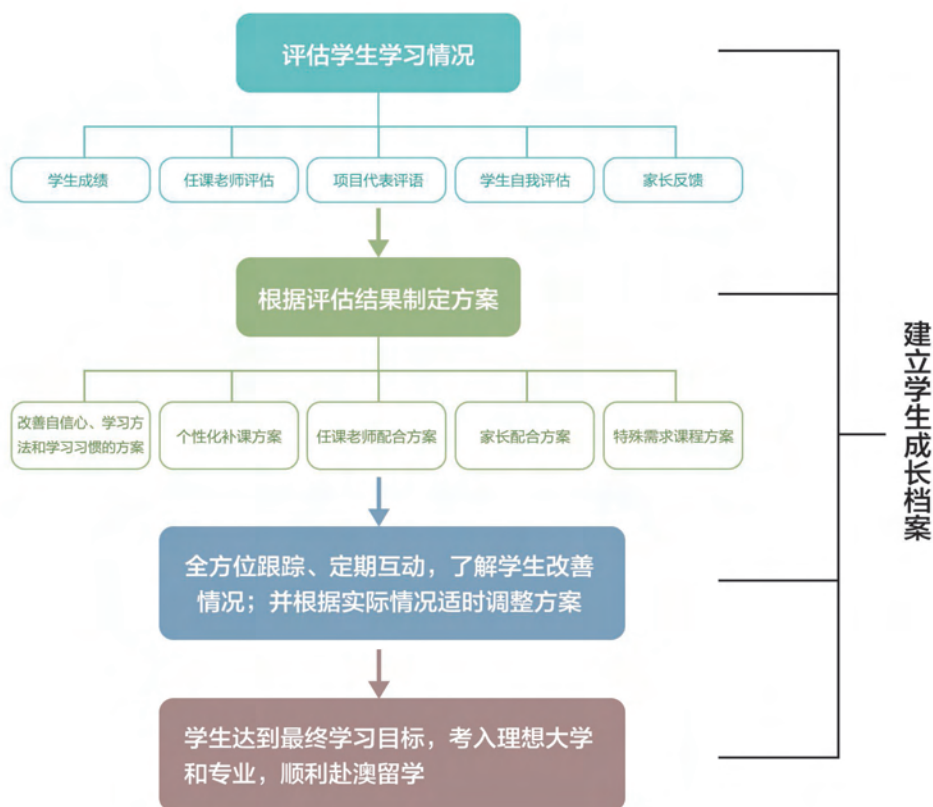 评估学生学习情况
学生成绩
任课老师评估
项目代表评语
学生自我评估
家长反馈
根据评估结果制定方案
改善自信心、学习方
法和学习习惯的方案
个性化补课方案
任课老师配合方案
家长配合方案
特殊需求课程方案
全方位跟踪、定期互动，了解学生改善
情况；并根据实际情况适时调整方案
学生达到最终学习目标，考入理想大学
和专业，顺利赴澳留学
建立学生成长档案